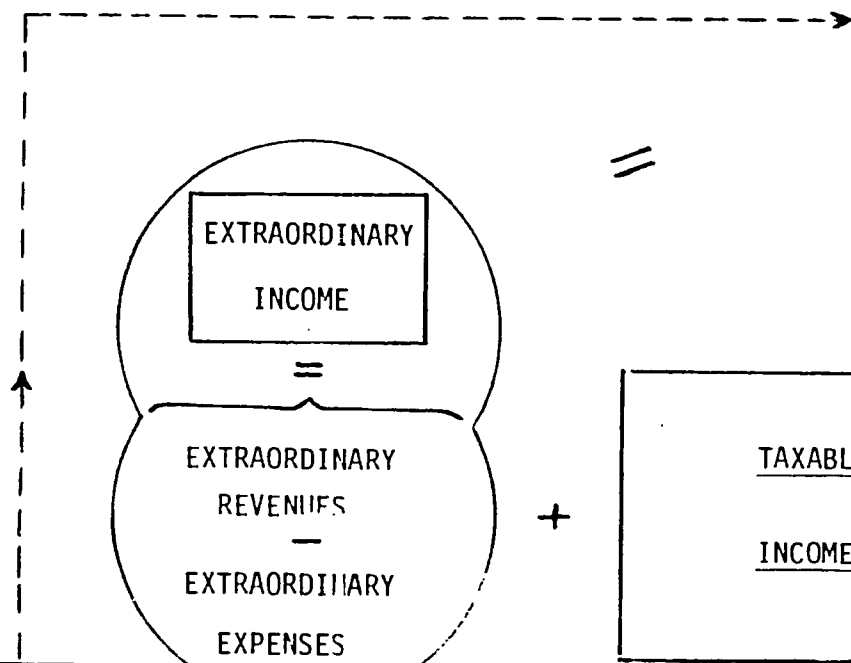 =
EXTRAORDINARY
INCOME
=
EXTRAORDINARY
REVENUES
—
EXTRAORDINARY
EXPENSES
+
TAXABL
INCOME